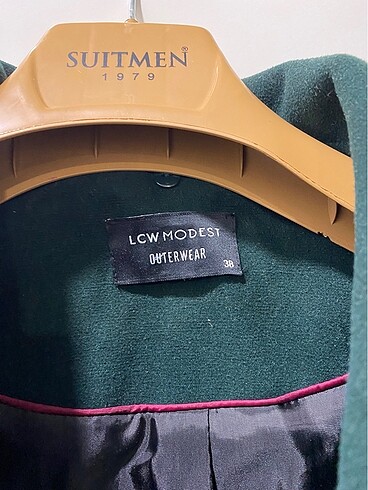 SUITMEN®
1979
LCW MODEST
OUTERWEAR
38